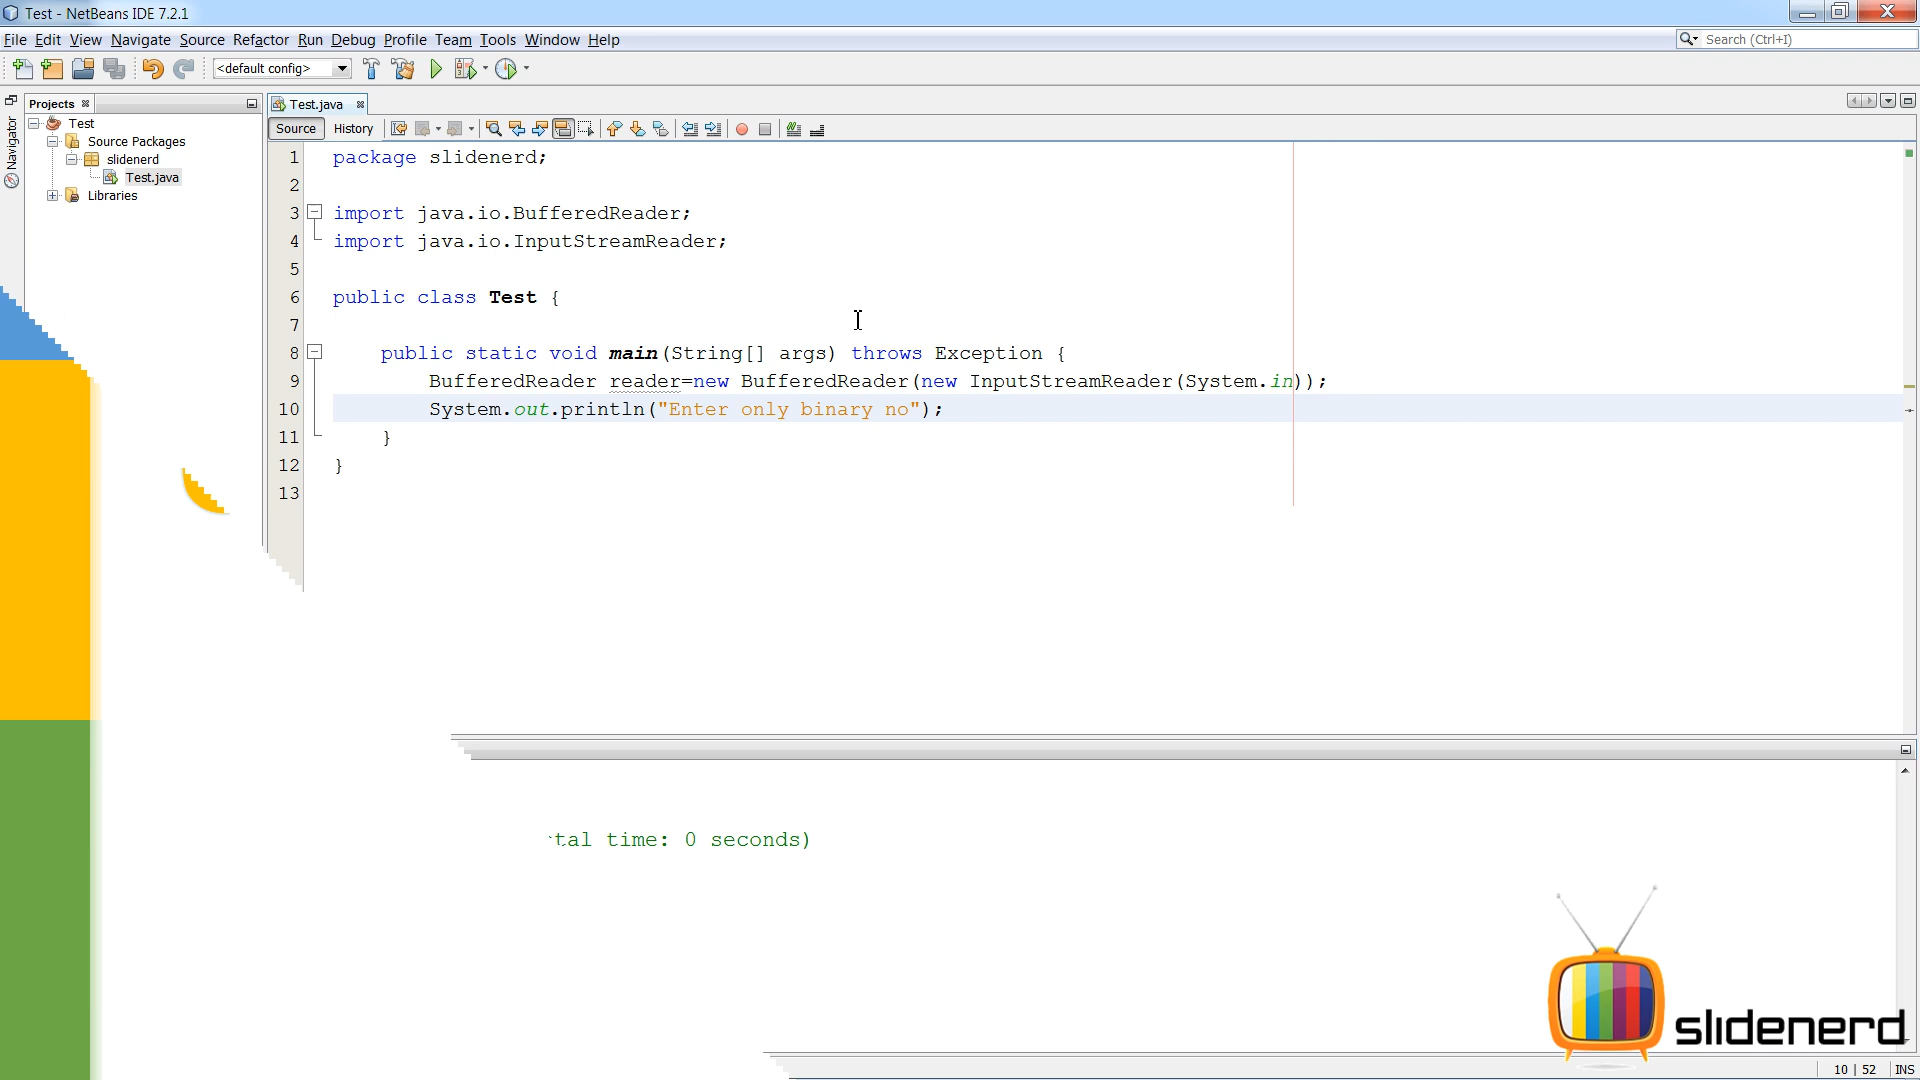 Test - NetBeans IDE 7.2.1
File Edit View Navigate Source Refactor Run Debug Profile Team Tools Window Help
Search (Ctrl+I)
<default config>
Projects
Test.java
Navigator
Test
Source Packages
slidenerd
Test.java
Libraries
Source History
1 package slidenerd;
2
3 import java.io.BufferedReader;
4 import java.io.InputStreamReader;
5
6 public class Test {
7
8 public static void main(String[] args) throws Exception {
9 BufferedReader reader=new BufferedReader(new InputStreamReader(System.in));
10 System.out.println("Enter only binary no");
11 }
12 }
13
tal time: 0 seconds)
slidenerd
10 | 52 INS